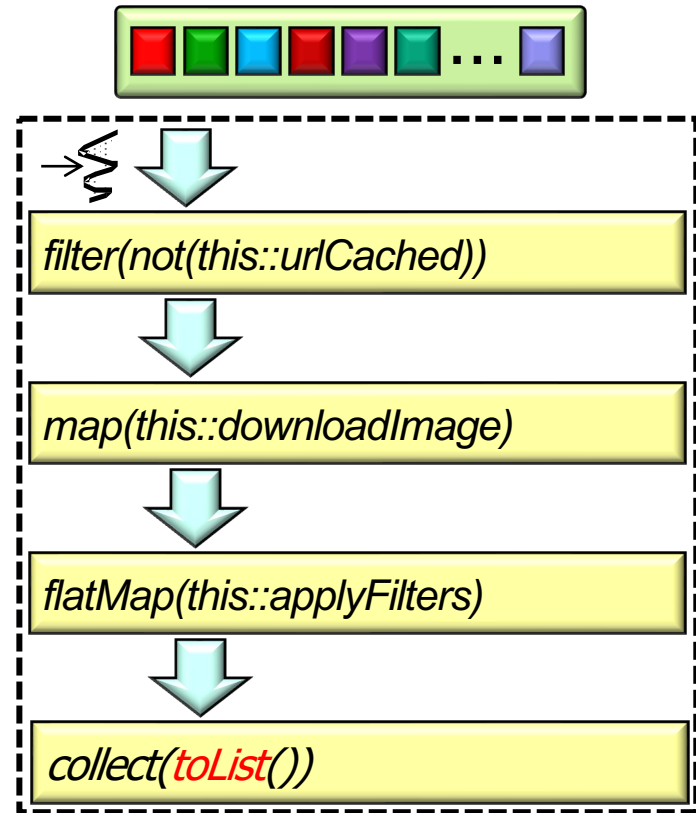 ...
filter(not(this::urlCached))
map(this::downloadImage)
flatMap(this::applyFilters)
collect(toList())